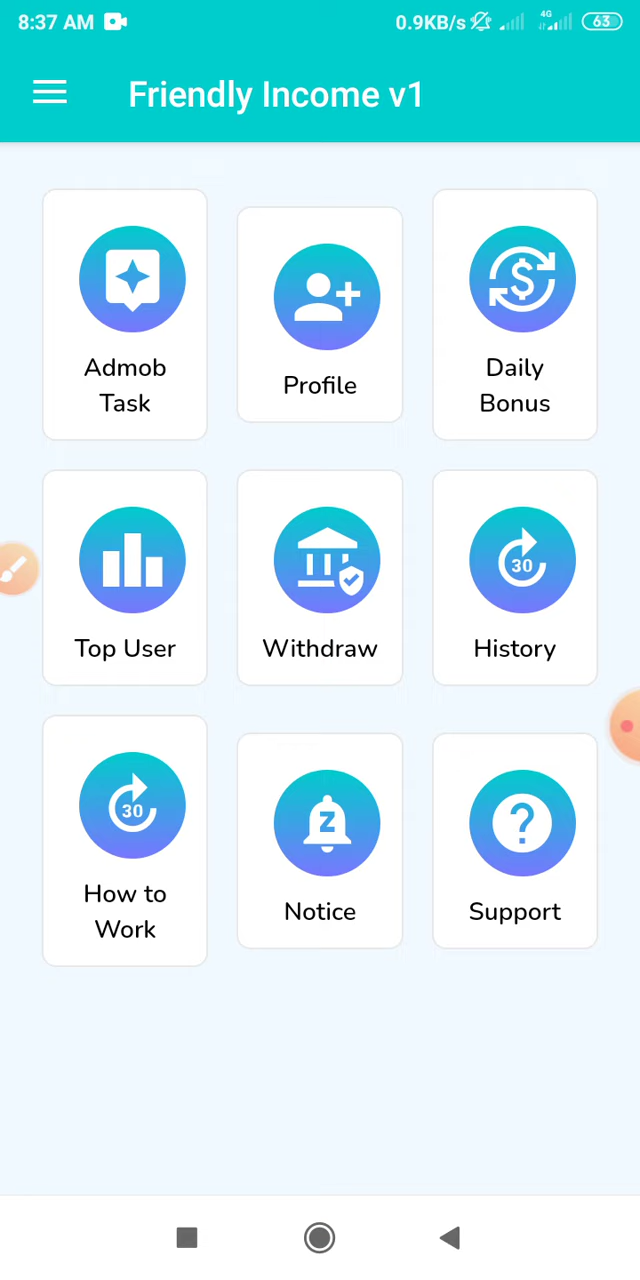 8:37 AM 0.9KB/s 4G 63
Friendly Income v1
Admob
Task
Profile
Daily
Bonus
Top User
Withdraw
30
History
30
How to
Work
Z
Notice
?
Support